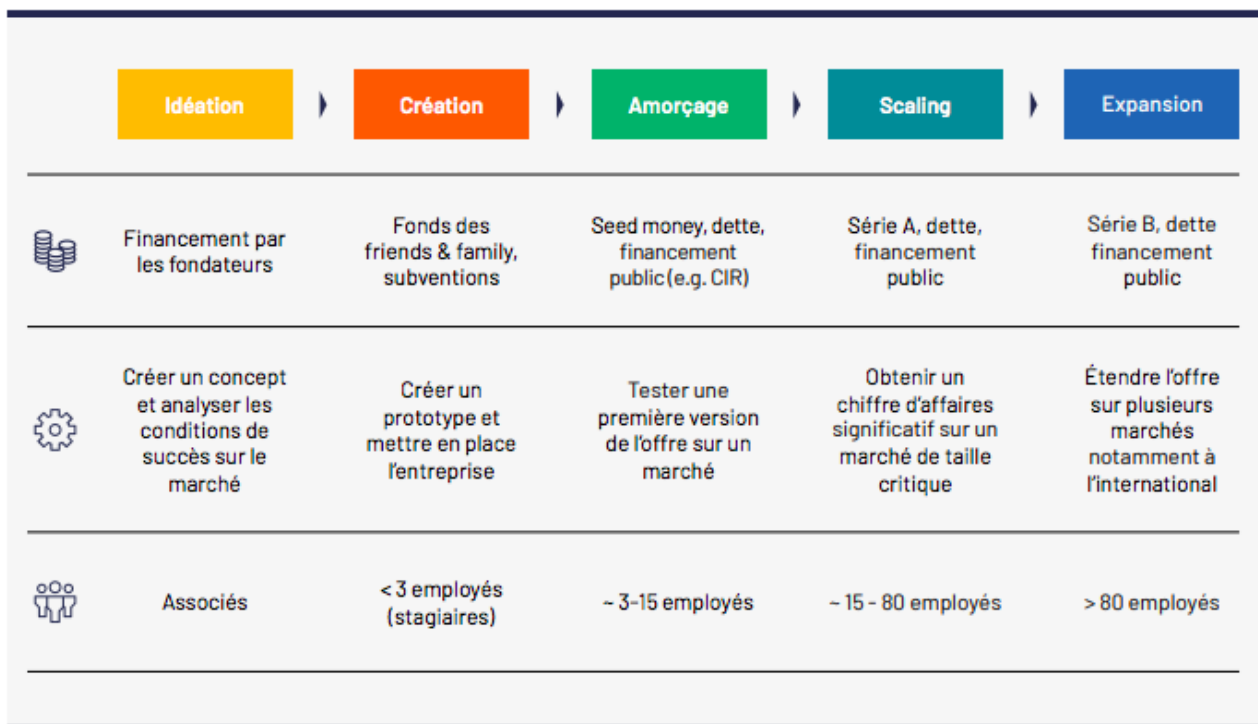 Idéation
Création
Amorçage
Scaling
Expansion
Financement par
les fondateurs
Fonds des
friends & family,
subventions
Seed money, dette,
financement
public (e.g. CIR)
Série A, dette,
financement
public
Série B, dette
financement
public
Créer un concept
et analyser les
conditions de
succès sur le
marché
Créer un
prototype et
mettre en place
l'entreprise
Tester une
première version
de l'offre sur un
marché
Obtenir un
chiffre d'affaires
significatif sur un
marché de taille
critique
Étendre l'offre
sur plusieurs
marchés
notamment à
l'international
Associés
< 3 employés
(stagiaires)
~ 3-15 employés
~ 15 - 80 employés
> 80 employés